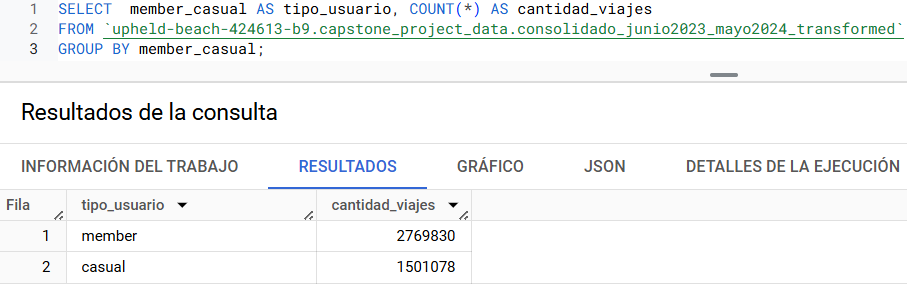 1 SELECT  member_casual AS tipo_usuario, COUNT(*) AS cantidad_viajes
2 FROM `upheld-beach-424613-b9.capstone_project_data.consolidado_junio2023_mayo2024_transformed`
3 GROUP BY member_casual;
Resultados de la consulta
INFORMACIÓN DEL TRABAJO RESULTADOS GRÁFICO JSON DETALLES DE LA EJECUCIÓN
Fila tipo_usuario cantidad_viajes
1 member 2769830
2 casual 1501078